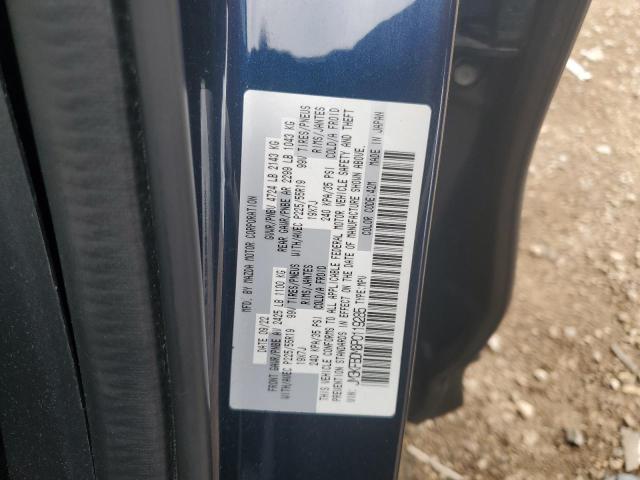 MFD. BY MAZDA MOTOR CORPORATION
DATE: 09/22 GVWR/PNBV 4724 LB 2143 KG
FRONT GAWR/PNBE AV 2425 LB 1100 KG REAR GAWR/PNBE AR 2299 LB 1043 KG
WITH/AVEC P225/55R19 99V TIRES/PNEUS WITH/AVEC P225/55R19 99V TIRES/PNEUS
19X7J RIMS/JANTES 19X7J RIMS/JANTES
240 KPA/35 PSI COLD/A FROID 240 KPA/35 PSI COLD/A FROID
THIS VEHICLE CONFORMS TO ALL APPLICABLE FEDERAL MOTOR VEHICLE SAFETY AND THEFT
PREVENTION STANDARDS IN EFFECT ON THE DATE OF MANUFACTURE SHOWN ABOVE.
VIN: TYPE:MPV COLOR CODE:42M MADE IN JAPAN